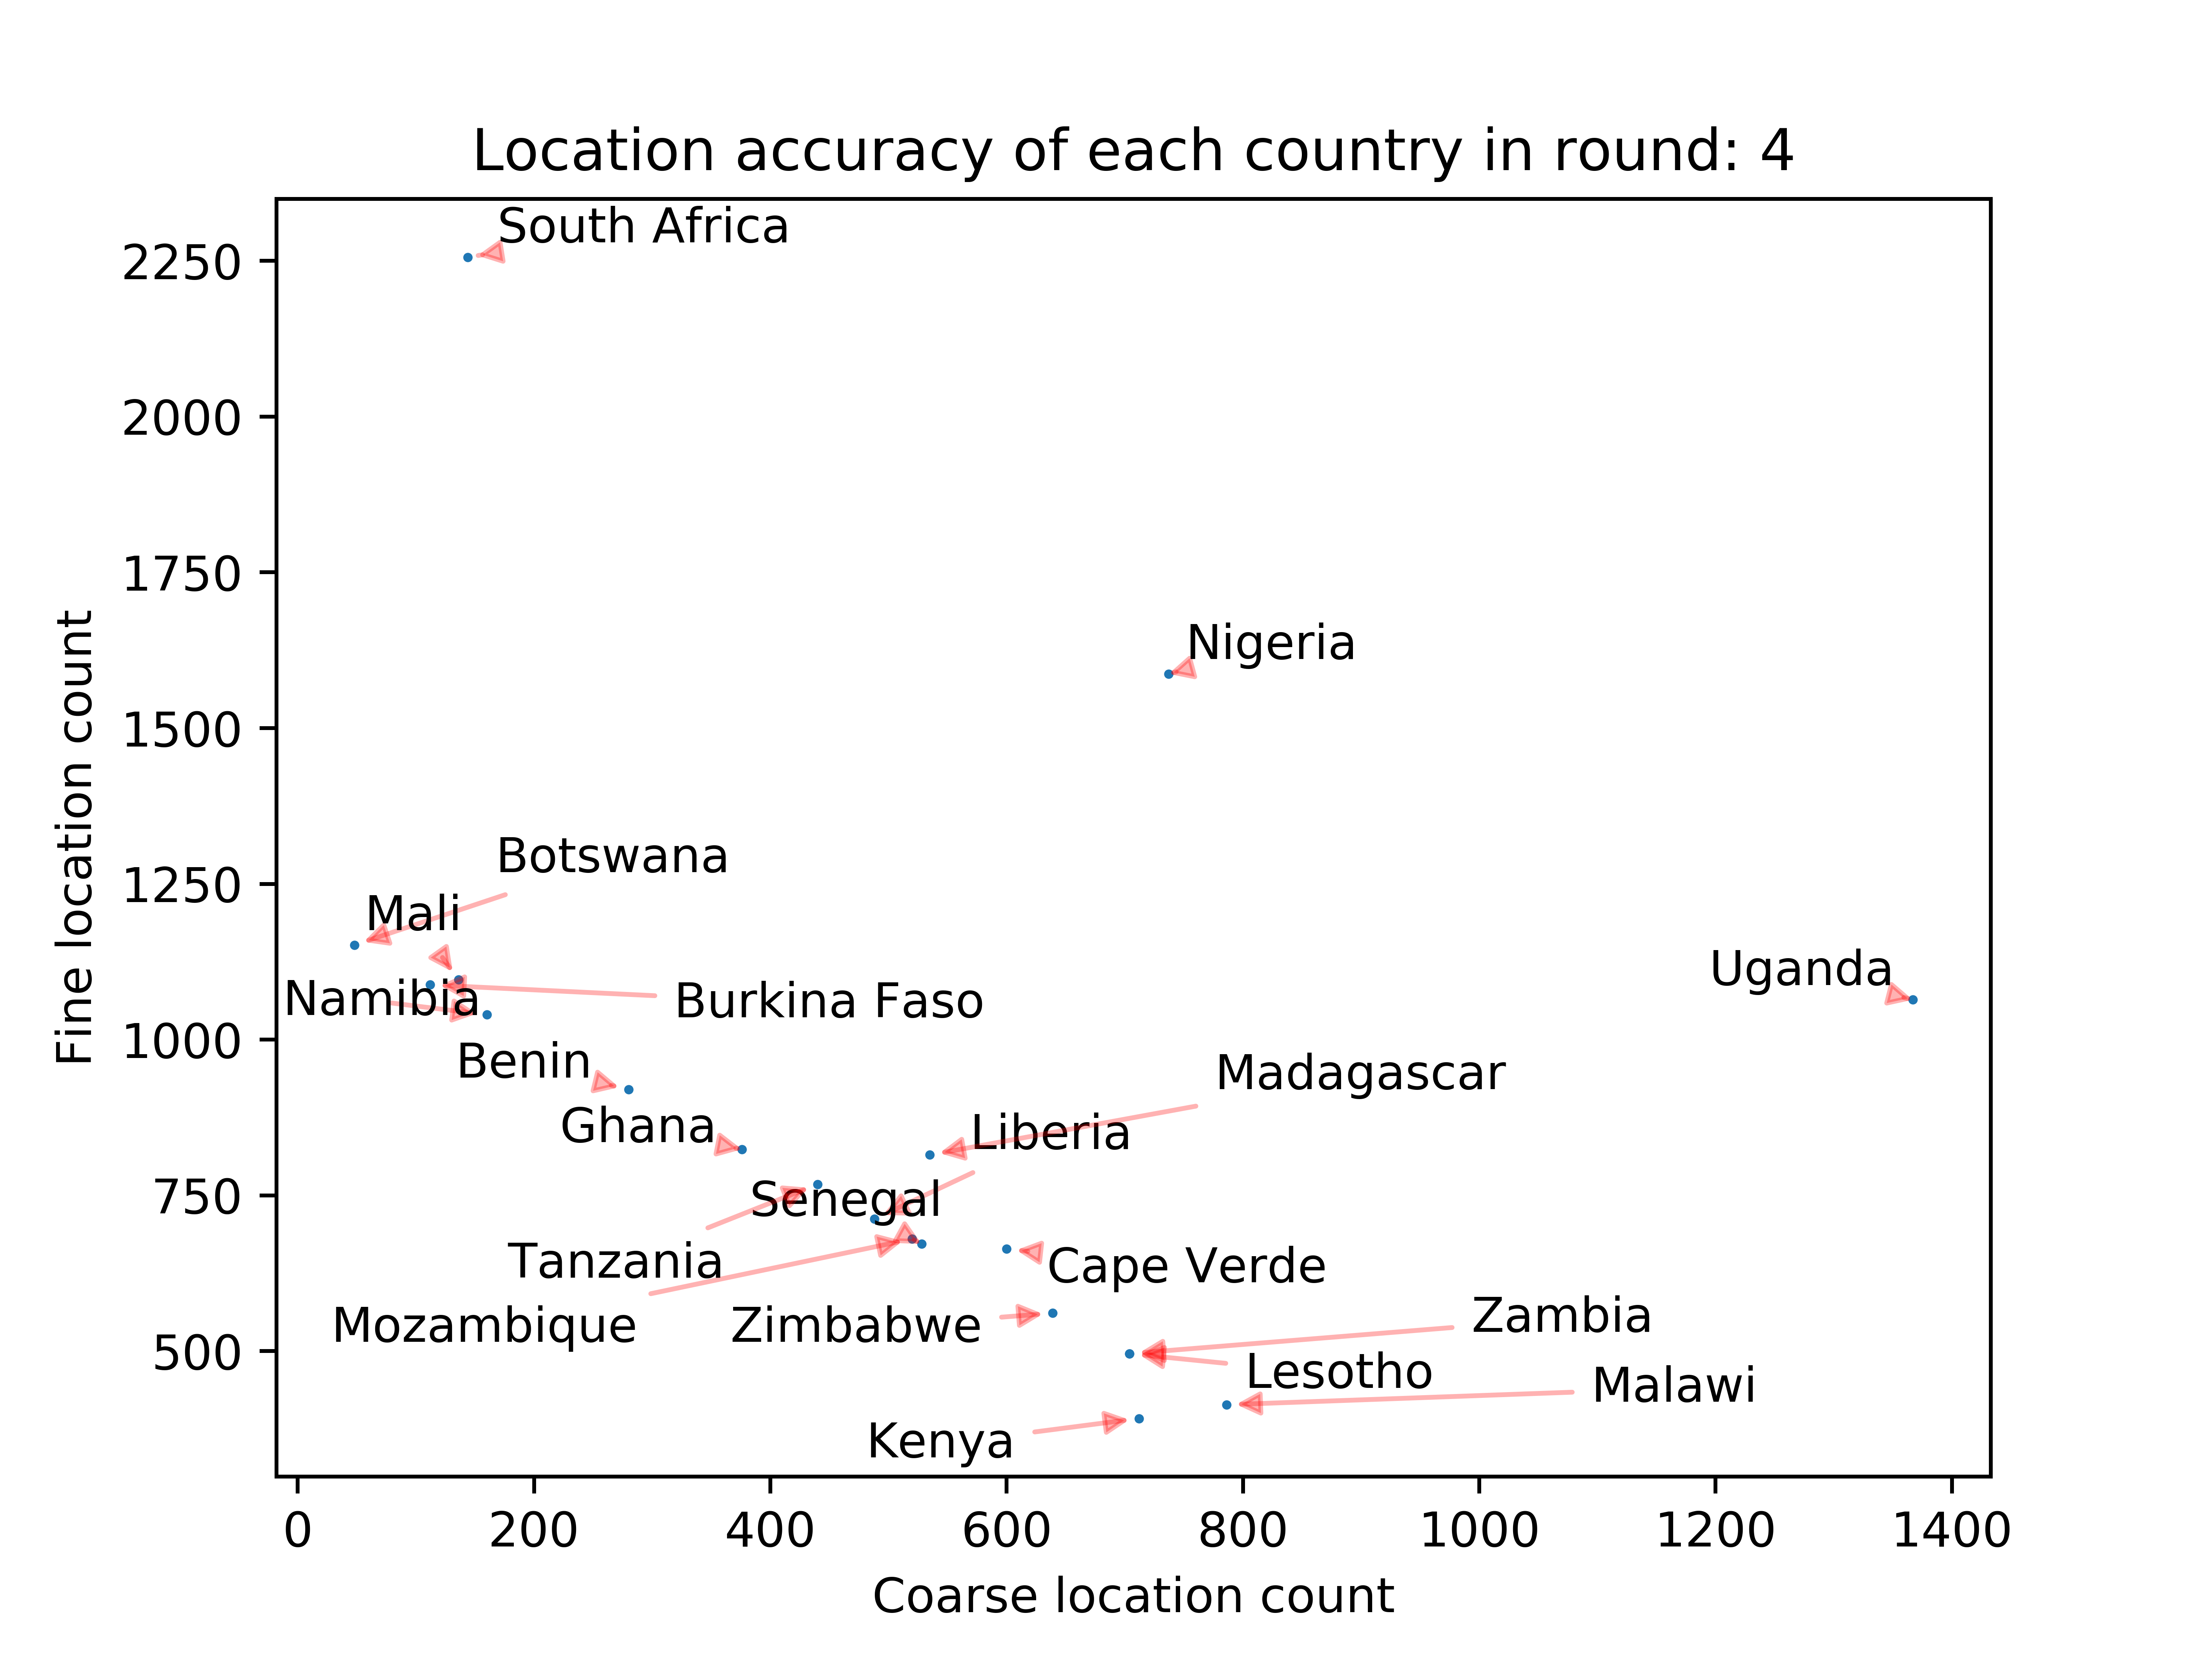 Location accuracy of each country in round: 4
South Africa
2250
2000
1750
Nigeria
1500
Fine location count
Botswana
1250
Mali
Uganda
Namibia
Burkina Faso
1000
Benin
Madagascar
Ghana
Liberia
750
Senegal
Tanzania
Cape Verde
Mozambique
Zimbabwe
Zambia
500
Lesotho
Malawi
Kenya
0 200 400 600 800 1000 1200 1400
Coarse location count